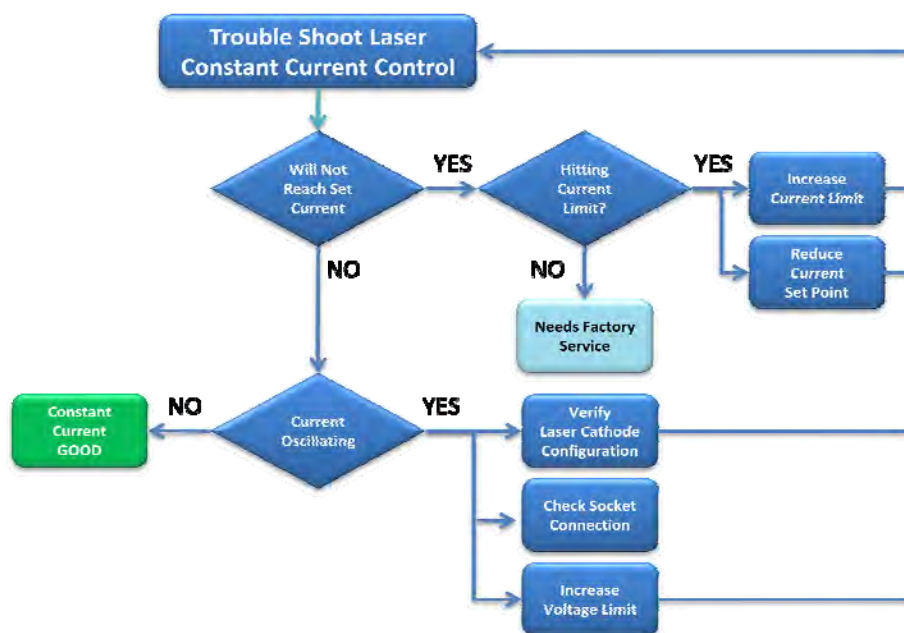 Trouble Shoot Laser
Constant Current Control
Will Not
Reach Set
Current
YES
Hitting
Current
Limit?
YES
Increase
Current Limit
Reduce
Current
Set Point
NO
NO
Needs Factory
Service
Constant
Current
GOOD
NO
Current
Oscillating
YES
Verify
Laser Cathode
Configuration
Check Socket
Connection
Increase
Voltage Limit